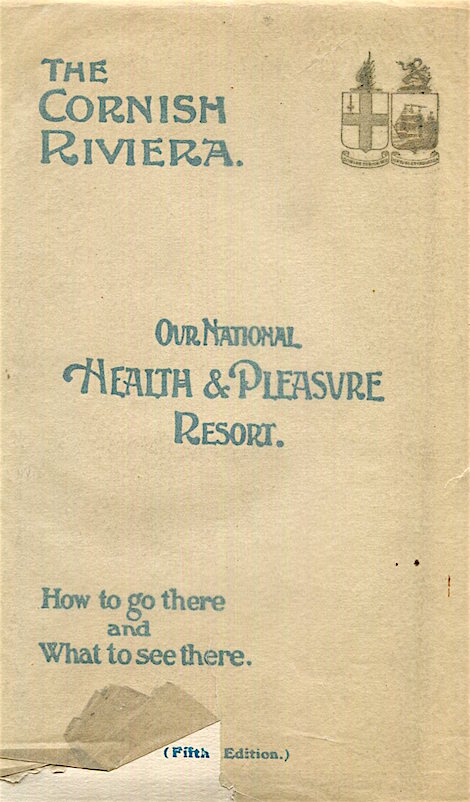 THE
CORNISH
RIVIERA.
OUR NATIONAL
HEALTH & PLEASURE
RESORT.
How to go there
and
What to see there.
(Fifth Edition.)